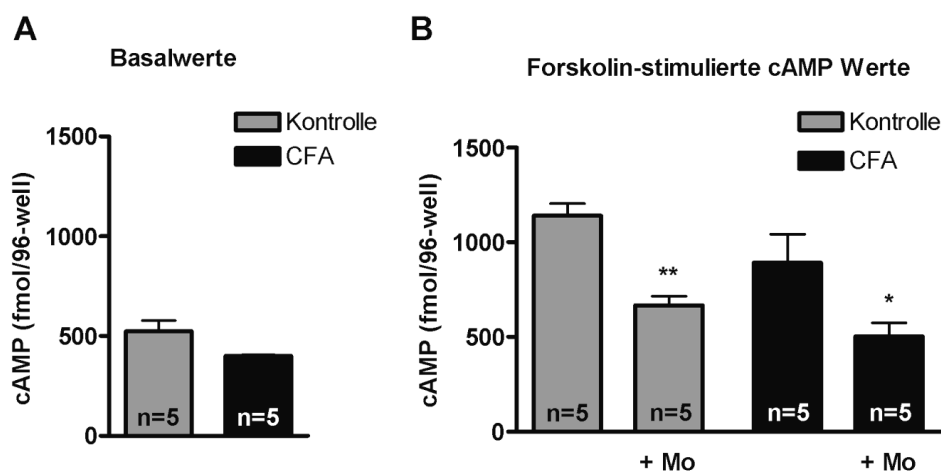 A
Basalwerte
Kontrolle
CFA
cAMP (fmol/96-well)
1500
1000
500
0
n=5
n=5
B
Forskolin-stimulierte cAMP Werte
Kontrolle
CFA
cAMP (fmol/96-well)
1500
1000
500
0
**
*
n=5
n=5
n=5
n=5
+ Mo
+ Mo